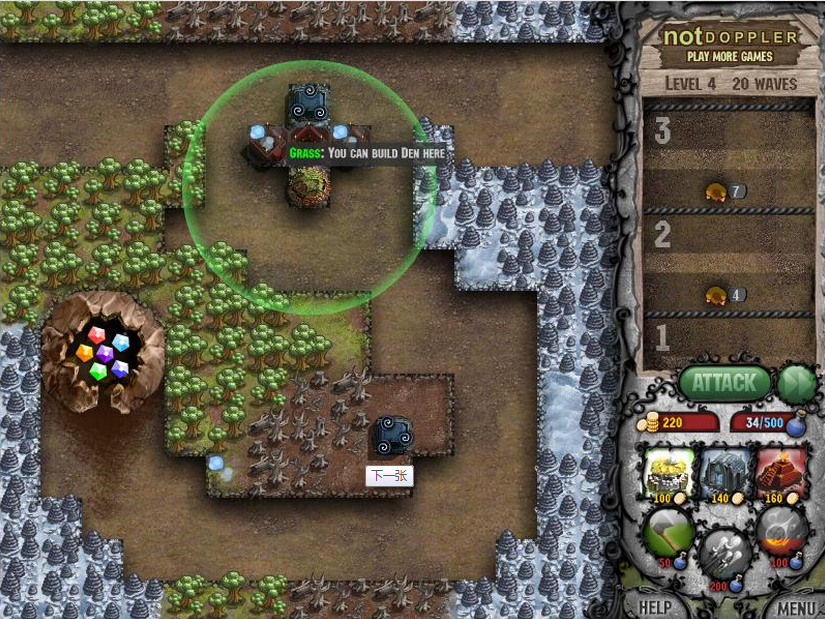 notDOPPLER
PLAY MORE GAMES
LEVEL 4 20 WAVES
3
7
2
4
1
GRASS: YOU CAN BUILD DEN HERE
ATTACK
220
34/500
下一张
100
140
160
50
200
100
HELP
MENU